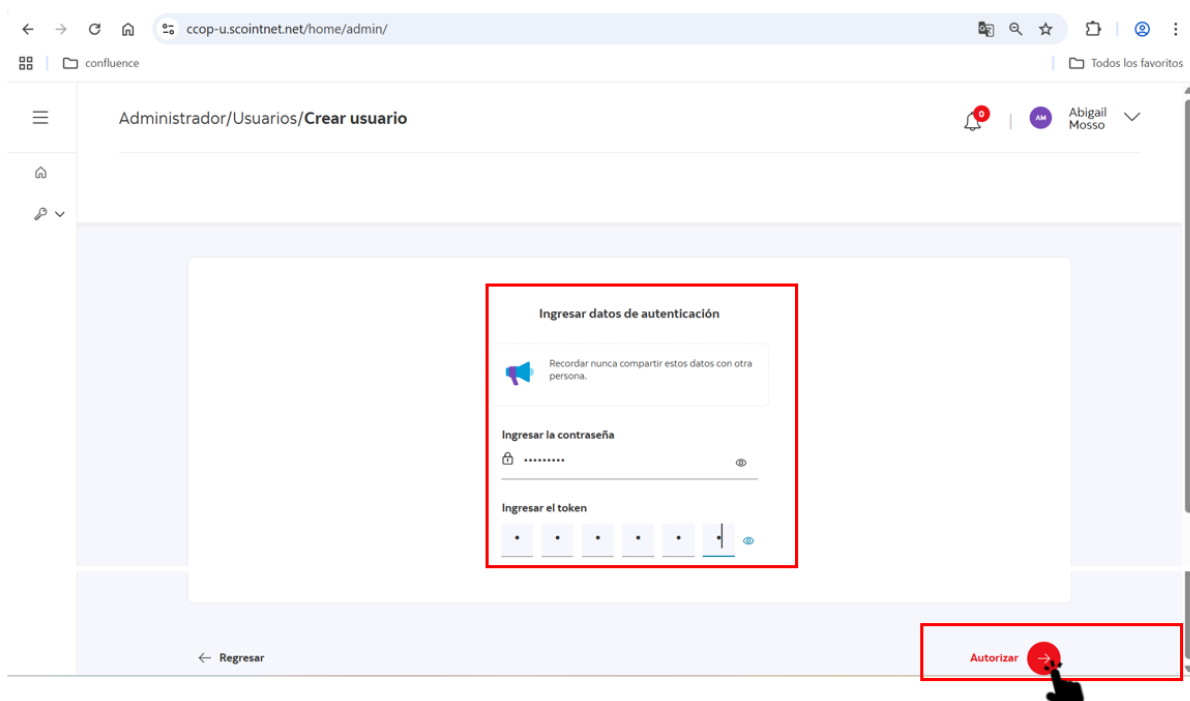 ccop-u.scointnet.net/home/admin/
confluence
Todos los favoritos
Administrador/Usuarios/Crear usuario
0
AM
Abigail
Mosso
Ingresar datos de autenticación
Recordar nunca compartir estos datos con otra
persona.
Ingresar la contraseña
Ingresar el token
Regresar
Autorizar